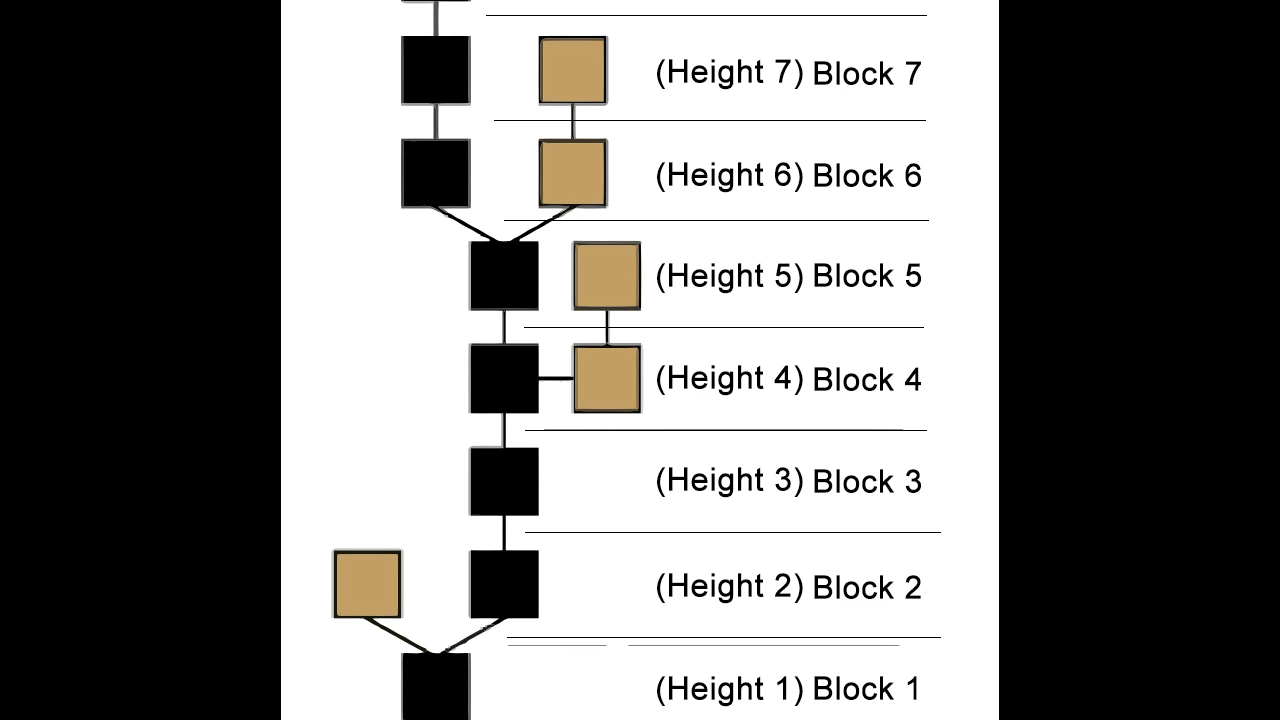 (Height 7) Block 7
(Height 6) Block 6
(Height 5) Block 5
(Height 4) Block 4
(Height 3) Block 3
(Height 2) Block 2
(Height 1) Block 1